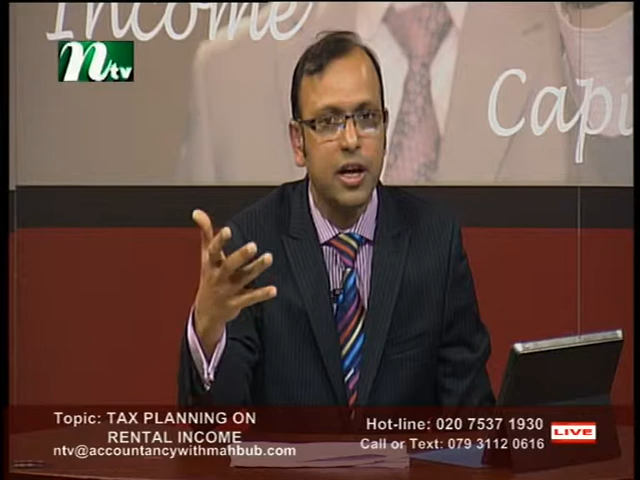 Income
Ntv
Capi
Topic: TAX PLANNING ON
RENTAL INCOME
ntv@accountancywithmahbub.com
Hot-line: 020 7537 1930
Call or Text: 079 3112 0616
LIVE